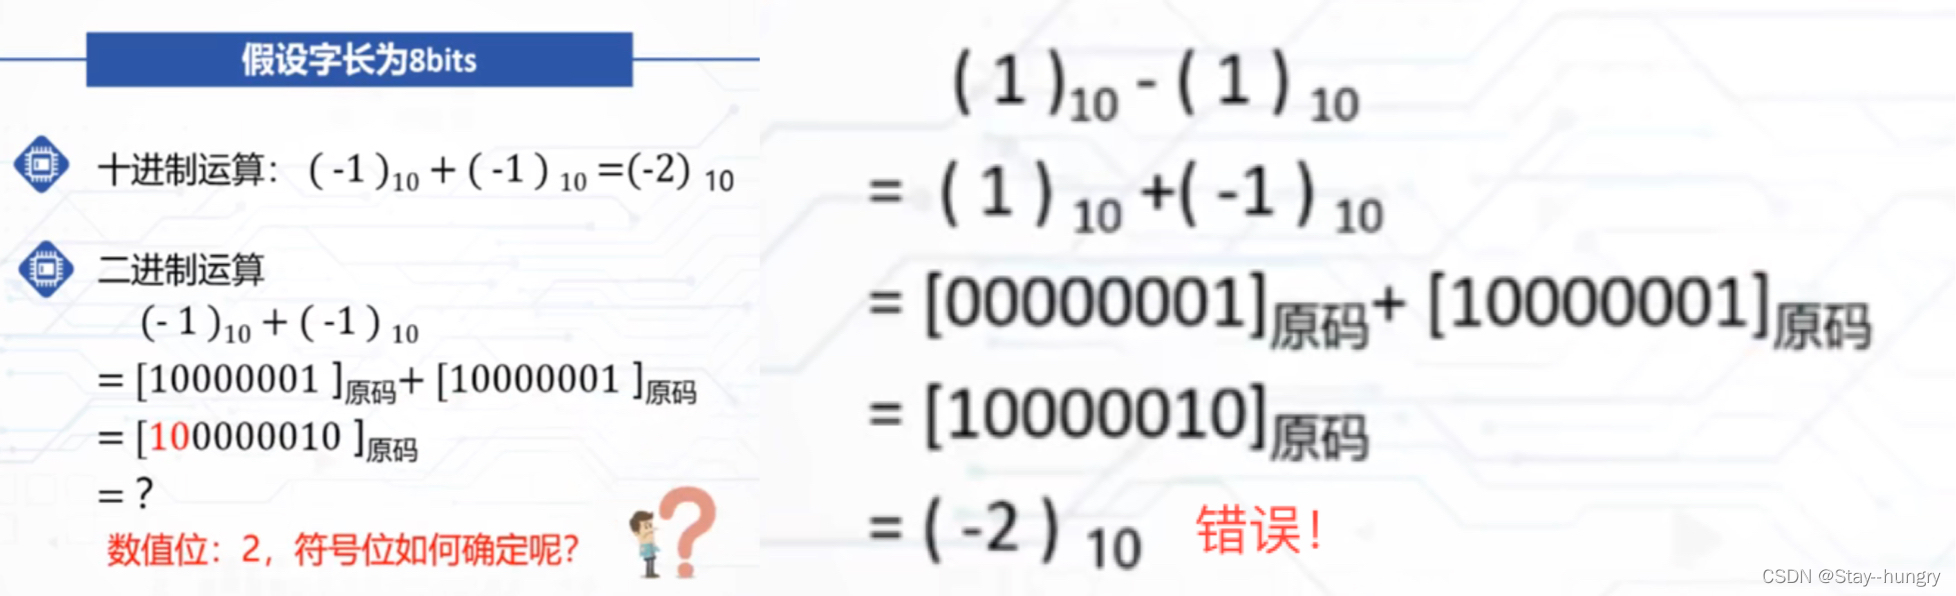 假设字长为8bits
十进制运算：（-1)10+（-1）10=(-2) 10
二进制运算
(- 1 )10+（-1）10
= [10000001 ]原码+ [10000001 ]原码
= [100000010 ]原码
= ?
数值位：2，符号位如何确定呢？
( 1 )10 - ( 1 ) 10
= ( 1 ) 10 +( -1 ) 10
= [00000001]原码+ [10000001]原码
= [10000010]原码
= ( -2 ) 10 错误！
CSDN @Stay--hungry